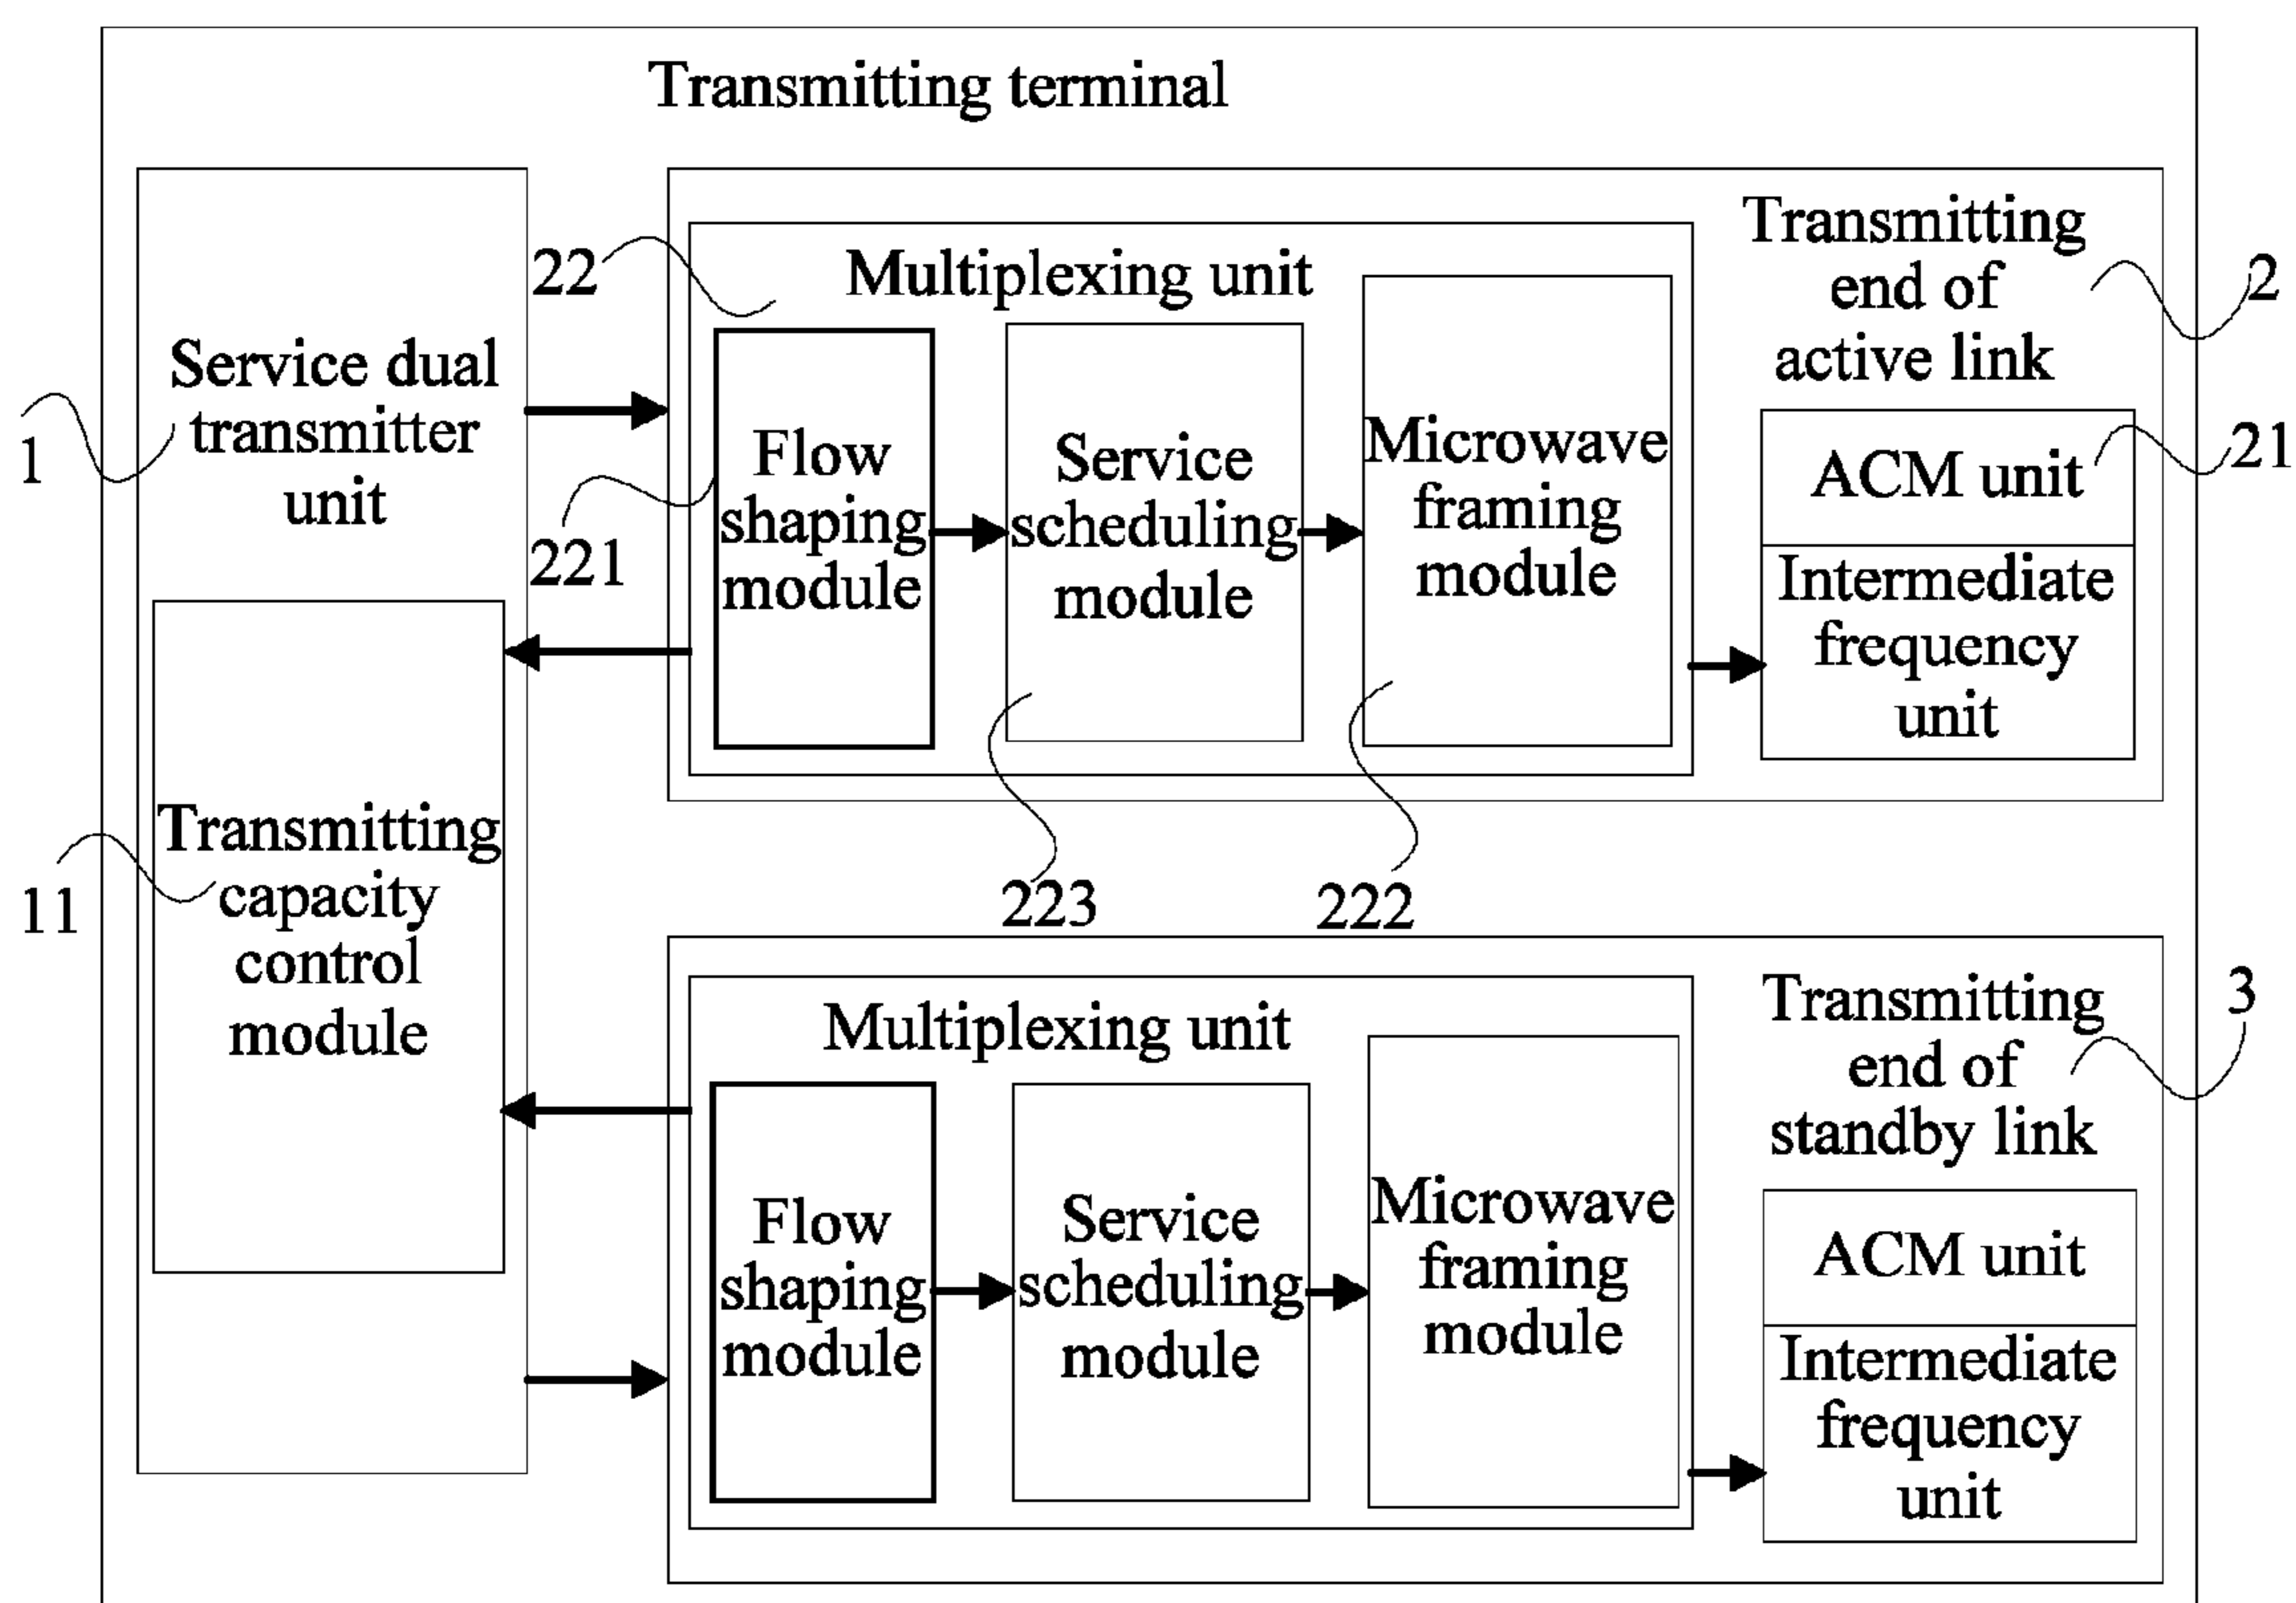 Transmitting terminal
Service dual
transmitter
unit
1
Transmitting
capacity
control
module
11
22
Multiplexing unit
Flow
shaping
module
221
Service
scheduling
module
223
Microwave
framing
module
222
Transmitting
end of
active link
2
ACM unit
21
Intermediate
frequency
unit
Multiplexing unit
Flow
shaping
module
Service
scheduling
module
Microwave
framing
module
Transmitting
end of
standby link
3
ACM unit
Intermediate
frequency
unit